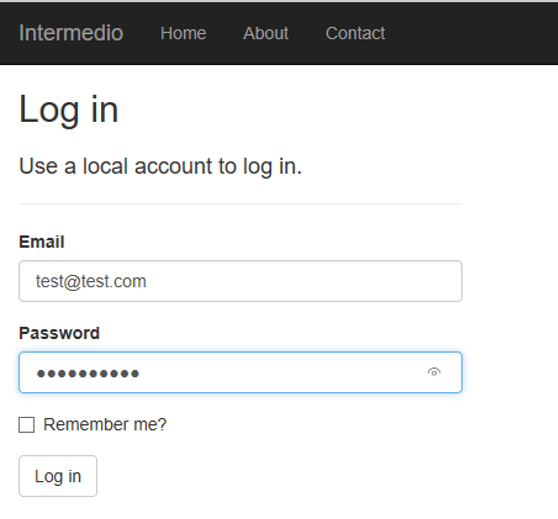 Intermedio Home About Contact
Log in
Use a local account to log in.
Email
test@test.com
Password
••••••••••
Remember me?
Log in